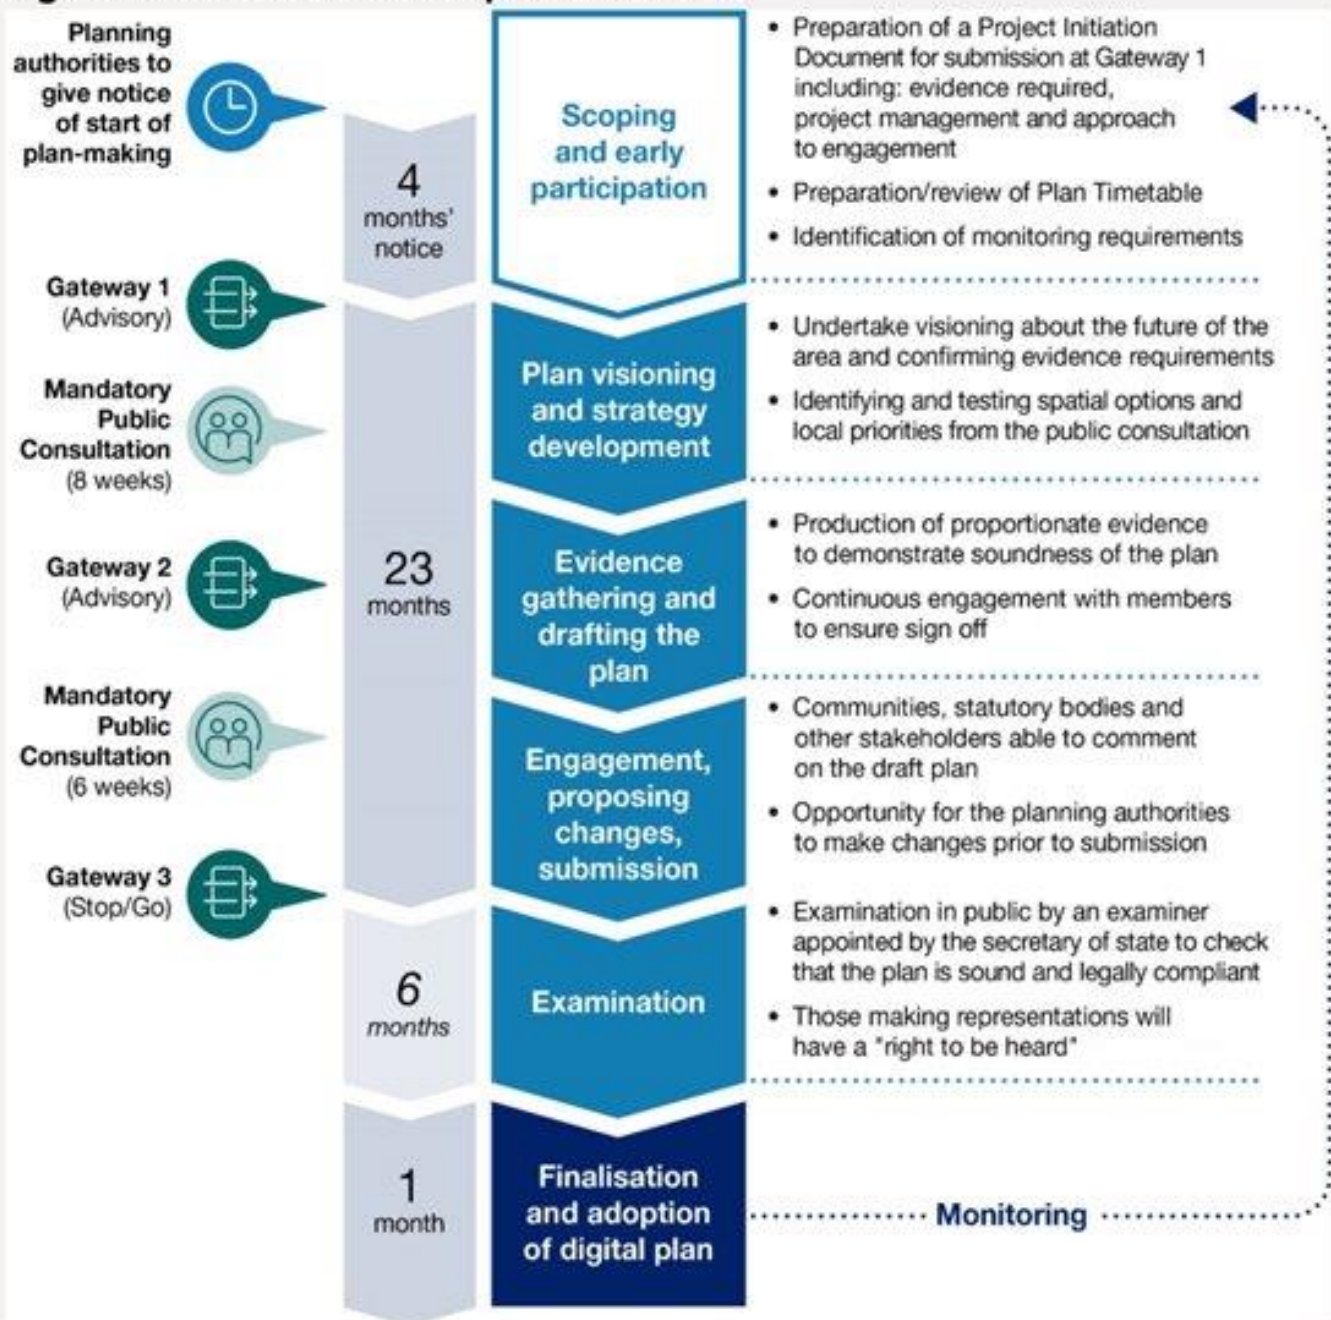 Planning
authorities to
give notice
of start of
plan-making
4
months'
notice
Scoping
and early
participation
• Preparation of a Project Initiation
Document for submission at Gateway 1
including: evidence required,
project management and approach
to engagement
• Preparation/review of Plan Timetable
• Identification of monitoring requirements
Gateway 1
(Advisory)
Mandatory
Public
Consultation
(8 weeks)
Plan visioning
and strategy
development
• Undertake visioning about the future of the
area and confirming evidence requirements
• Identifying and testing spatial options and
local priorities from the public consultation
Gateway 2
(Advisory)
23
months
Evidence
gathering and
drafting the
plan
• Production of proportionate evidence
to demonstrate soundness of the plan
• Continuous engagement with members
to ensure sign off
Mandatory
Public
Consultation
(6 weeks)
Engagement,
proposing
changes,
submission
• Communities, statutory bodies and
other stakeholders able to comment
on the draft plan
• Opportunity for the planning authorities
to make changes prior to submission
Gateway 3
(Stop/Go)
6
months
Examination
• Examination in public by an examiner
appointed by the secretary of state to check
that the plan is sound and legally compliant
• Those making representations will
have a "right to be heard"
1
month
Finalisation
and adoption
of digital plan
Monitoring